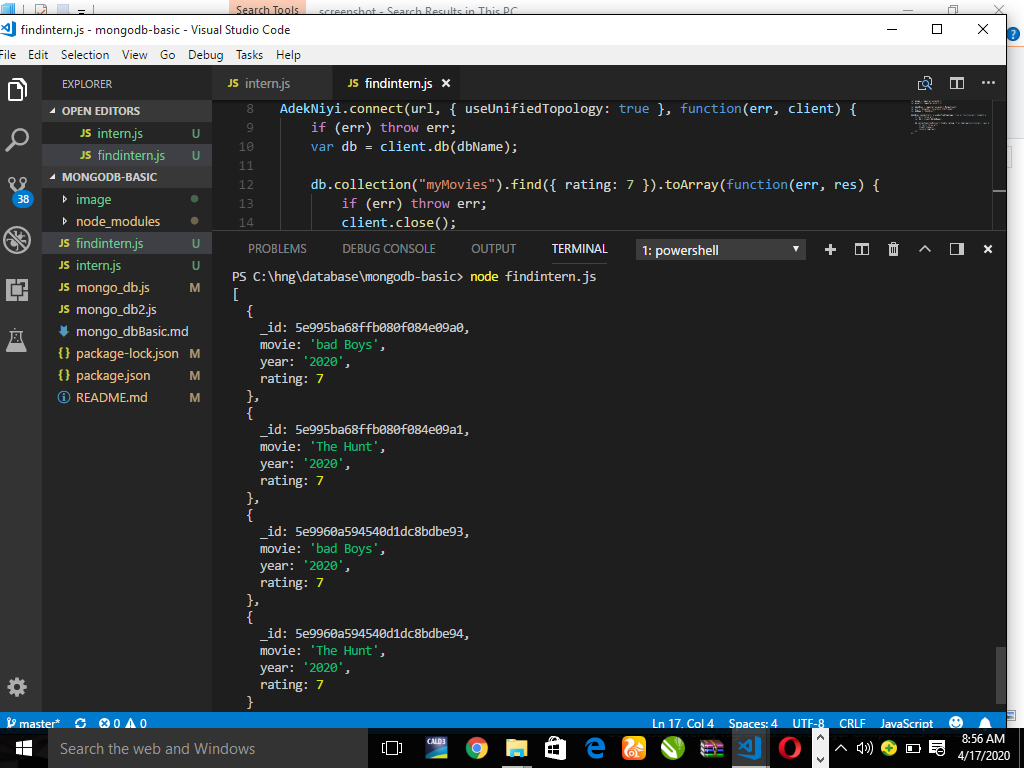 Search Tools
screenshot - Search Results in This PC
findintern.js - mongodb-basic - Visual Studio Code
File Edit Selection View Go Debug Tasks Help
EXPLORER
OPEN EDITORS
JS intern.js U
JS findintern.js U
MONGODB-BASIC
image
node_modules
JS findintern.js U
JS intern.js U
JS mongo_db.js M
JS mongo_db2.js
mongo_dbBasic.md
{} package-lock.json M
{} package.json M
README.md M
38
JS intern.js JS findintern.js
8 AdekNiyi.connect(url, { useUnifiedTopology: true }, function(err, client) {
9 if (err) throw err;
10 var db = client.db(dbName);
11
12 db.collection("myMovies").find({ rating: 7 }).toArray(function(err, res) {
13 if (err) throw err;
14 client.close();
PROBLEMS DEBUG CONSOLE OUTPUT TERMINAL 1: powershell
PS C:\hng\database\mongodb-basic> node findintern.js
[
{
_id: 5e995ba68ffb080f084e09a0,
movie: 'bad Boys',
year: '2020',
rating: 7
},
{
_id: 5e995ba68ffb080f084e09a1,
movie: 'The Hunt',
year: '2020',
rating: 7
},
{
_id: 5e9960a594540d1dc8bdbe93,
movie: 'bad Boys',
year: '2020',
rating: 7
},
{
_id: 5e9960a594540d1dc8bdbe94,
movie: 'The Hunt',
year: '2020',
rating: 7
}
master* 0 0 Ln 17, Col 4 Spaces: 4 UTF-8 CRLF JavaScript
Search the web and Windows
CALD3
8:56 AM
4/17/2020